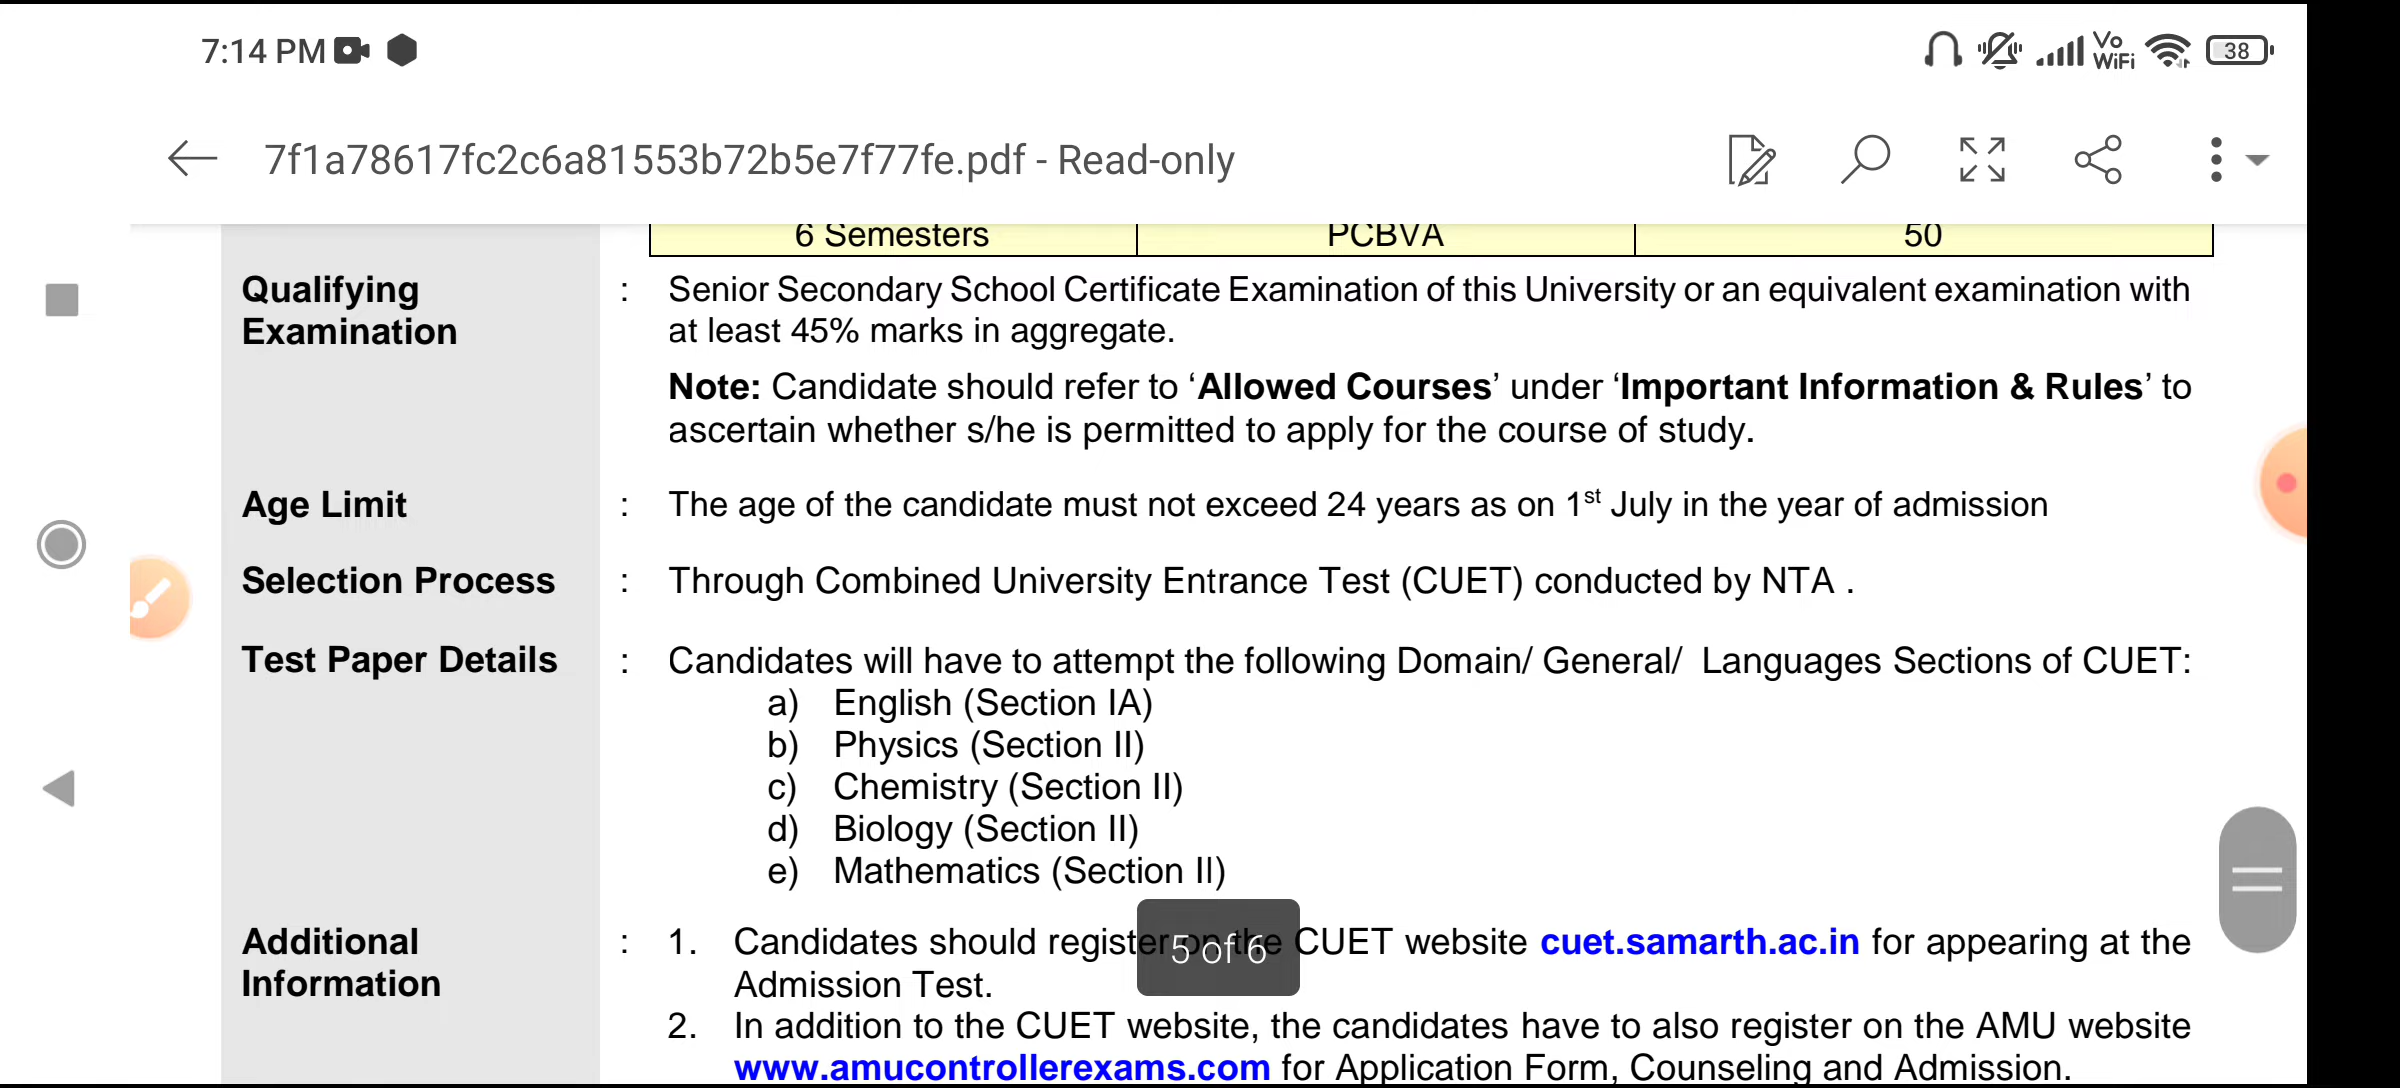 7:14 PM
Vo WiFi 38
7f1a78617fc2c6a81553b72b5e7f77fe.pdf - Read-only
6 Semesters PCBVA 50
Qualifying Examination : Senior Secondary School Certificate Examination of this University or an equivalent examination with
at least 45% marks in aggregate.
Note: Candidate should refer to ‘Allowed Courses’ under ‘Important Information & Rules’ to
ascertain whether s/he is permitted to apply for the course of study.
Age Limit : The age of the candidate must not exceed 24 years as on 1st July in the year of admission
Selection Process : Through Combined University Entrance Test (CUET) conducted by NTA .
Test Paper Details : Candidates will have to attempt the following Domain/ General/ Languages Sections of CUET:
a) English (Section IA)
b) Physics (Section II)
c) Chemistry (Section II)
d) Biology (Section II)
e) Mathematics (Section II)
Additional Information : 1. Candidates should register on the CUET website cuet.samarth.ac.in for appearing at the
5 of 6
Admission Test.
2. In addition to the CUET website, the candidates have to also register on the AMU website
www.amucontrollerexams.com for Application Form, Counseling and Admission.